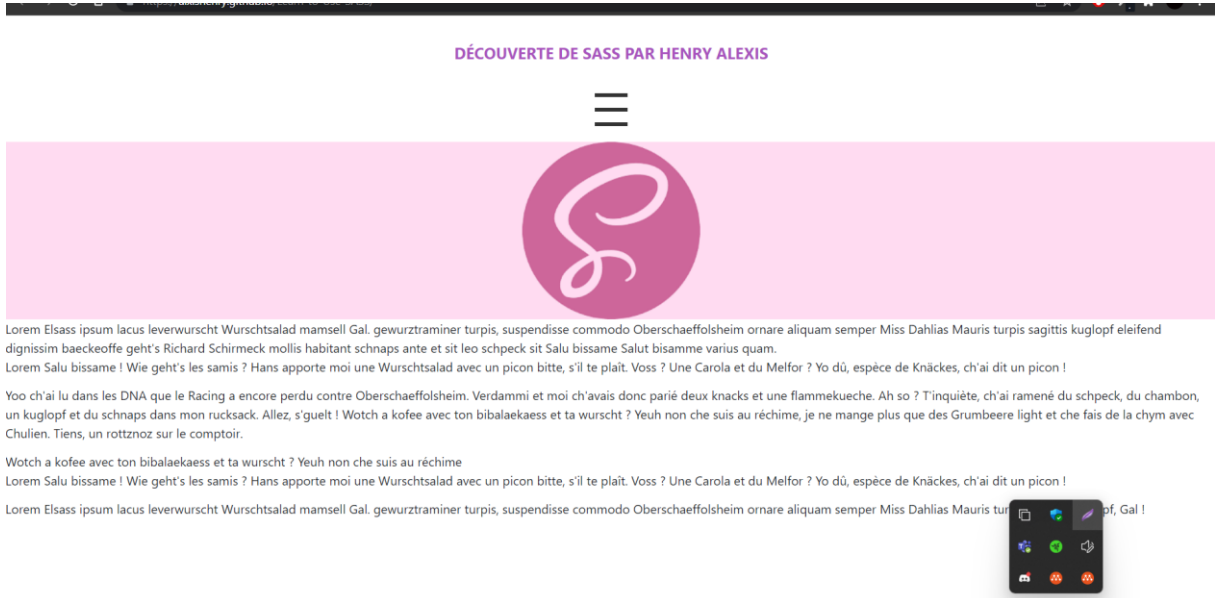 DÉCOUVERTE DE SASS PAR HENRY ALEXIS
Lorem Elsass ipsum lacus leverwurscht Wurschtsalad mamsell Gal. gewurztraminer turpis, suspendisse commodo Oberschaeffolsheim ornare aliquam semper Miss Dahlias Mauris turpis sagittis kuglopf eleifend
dignissim baeckeoffe geht's Richard Schirmeck mollis habitant schnaps ante et sit leo schpeck sit Salu bissame Salut bisamme varius quam.
Lorem Salu bissame ! Wie geht's les samis ? Hans apporte moi une Wurschtsalad avec un picon bitte, s'il te plaît. Voss ? Une Carola et du Melfor ? Yo dû, espèce de Knäckes, ch'ai dit un picon !
Yoo ch'ai lu dans les DNA que le Racing a encore perdu contre Oberschaeffolsheim. Verdammi et moi ch'avais donc parié deux knacks et une flammekueche. Ah so ? T'inquiète, ch'ai ramené du schpeck, du chambon,
un kuglopf et du schnaps dans mon rucksack. Allez, s'guelt ! Wotch a kofee avec ton bibalaekaess et ta wurscht ? Yeuh non che suis au réchime, je ne mange plus que des Grumbeere light et che fais de la chym avec
Chulien. Tiens, un rottznoz sur le comptoir.
Wotch a kofee avec ton bibalaekaess et ta wurscht ? Yeuh non che suis au réchime
Lorem Salu bissame ! Wie geht's les samis ? Hans apporte moi une Wurschtsalad avec un picon bitte, s'il te plaît. Voss ? Une Carola et du Melfor ? Yo dû, espèce de Knäckes, ch'ai dit un picon !
Lorem Elsass ipsum lacus leverwurscht Wurschtsalad mamsell Gal. gewurztraminer turpis, suspendisse commodo Oberschaeffolsheim ornare aliquam semper Miss Dahlias Mauris Gal !